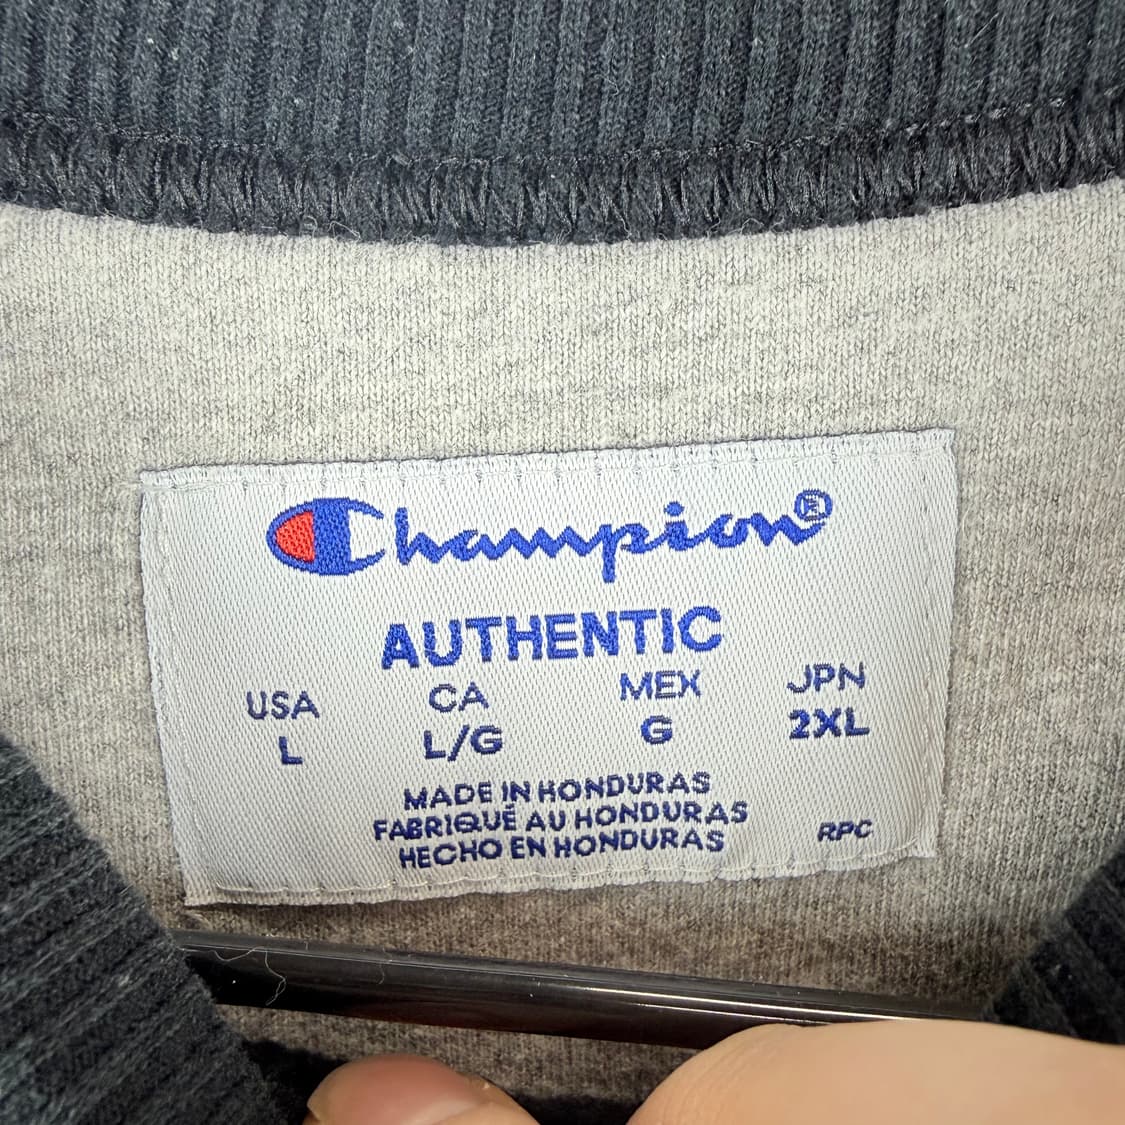 Champion®
AUTHENTIC
USA CA MEX JPN
L L/G G 2XL
MADE IN HONDURAS
FABRIQUÉ AU HONDURAS
HECHO EN HONDURAS
RPC